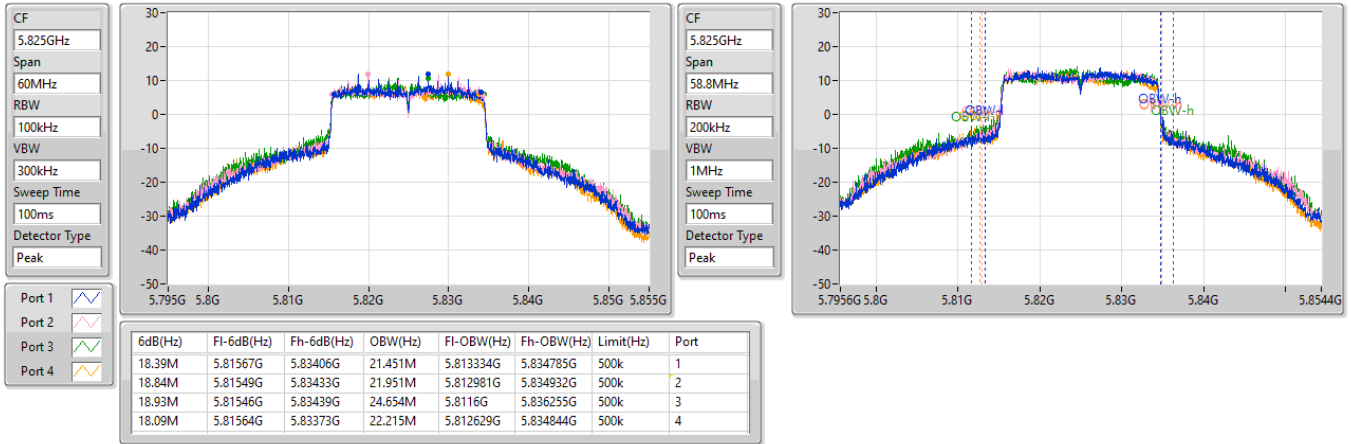 CF
5.825GHz
Span
60MHz
RBW
100kHz
VBW
300kHz
Sweep Time
100ms
Detector Type
Peak
30-
20-
10-
0-
-10-
-20-
-30-
-40-
-50-
5.795G 5.8G 5.81G 5.82G 5.83G 5.84G 5.85G 5.855G
CF
5.825GHz
Span
58.8MHz
RBW
200kHz
VBW
1MHz
Sweep Time
100ms
Detector Type
Peak
30-
20-
10-
0-
-10-
-20-
-30-
-40-
-50-
OBW-h
OBW-h
5.7956G 5.8G 5.81G 5.82G 5.83G 5.84G 5.8544G
Port 1
Port 2
Port 3
Port 4
6dB(Hz) Fl-6dB(Hz) Fh-6dB(Hz) OBW(Hz) Fl-OBW(Hz) Fh-OBW(Hz) Limit(Hz) Port
18.39M 5.81567G 5.83406G 21.451M 5.813334G 5.834785G 500k 1
18.84M 5.81549G 5.83433G 21.951M 5.812981G 5.834932G 500k 2
18.93M 5.81546G 5.83439G 24.654M 5.8116G 5.836255G 500k 3
18.09M 5.81564G 5.83373G 22.215M 5.812629G 5.834844G 500k 4